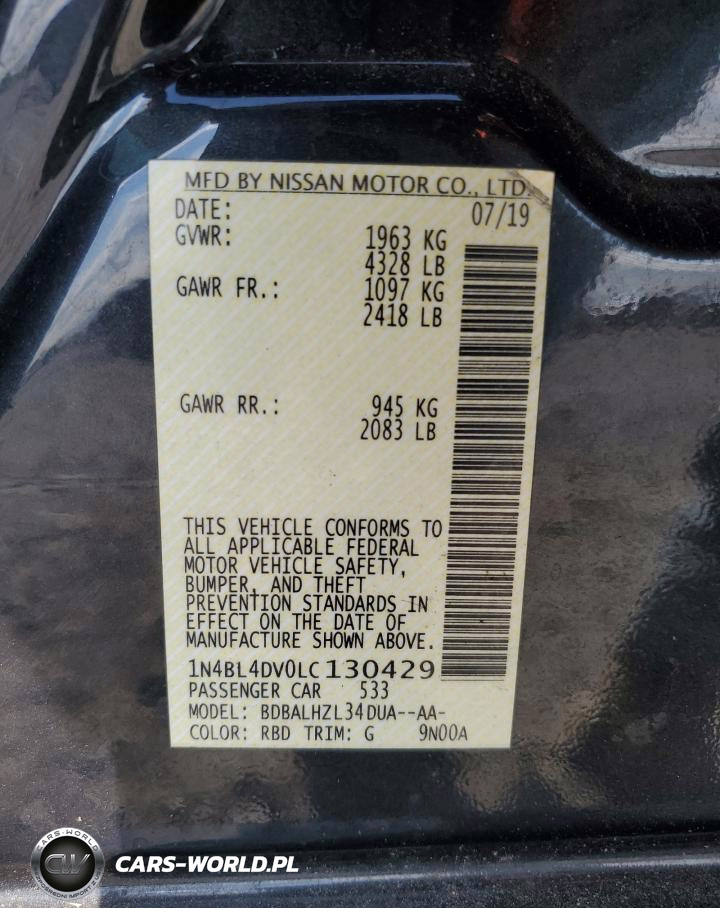 MFD BY NISSAN MOTOR CO., LTD.
DATE: 07/19
GVWR: 1963 KG
4328 LB
GAWR FR.: 1097 KG
2418 LB
GAWR RR.: 945 KG
2083 LB
THIS VEHICLE CONFORMS TO
ALL APPLICABLE FEDERAL
MOTOR VEHICLE SAFETY,
BUMPER, AND THEFT
PREVENTION STANDARDS IN
EFFECT ON THE DATE OF
MANUFACTURE SHOWN ABOVE.
1N4BL4DV0LC130429
PASSENGER CAR 533
MODEL: BDBALHZL34DUA--AA-
COLOR: RBD TRIM: G 9N00A
CARS-WORLD
CW
CARS-WORLD.PL